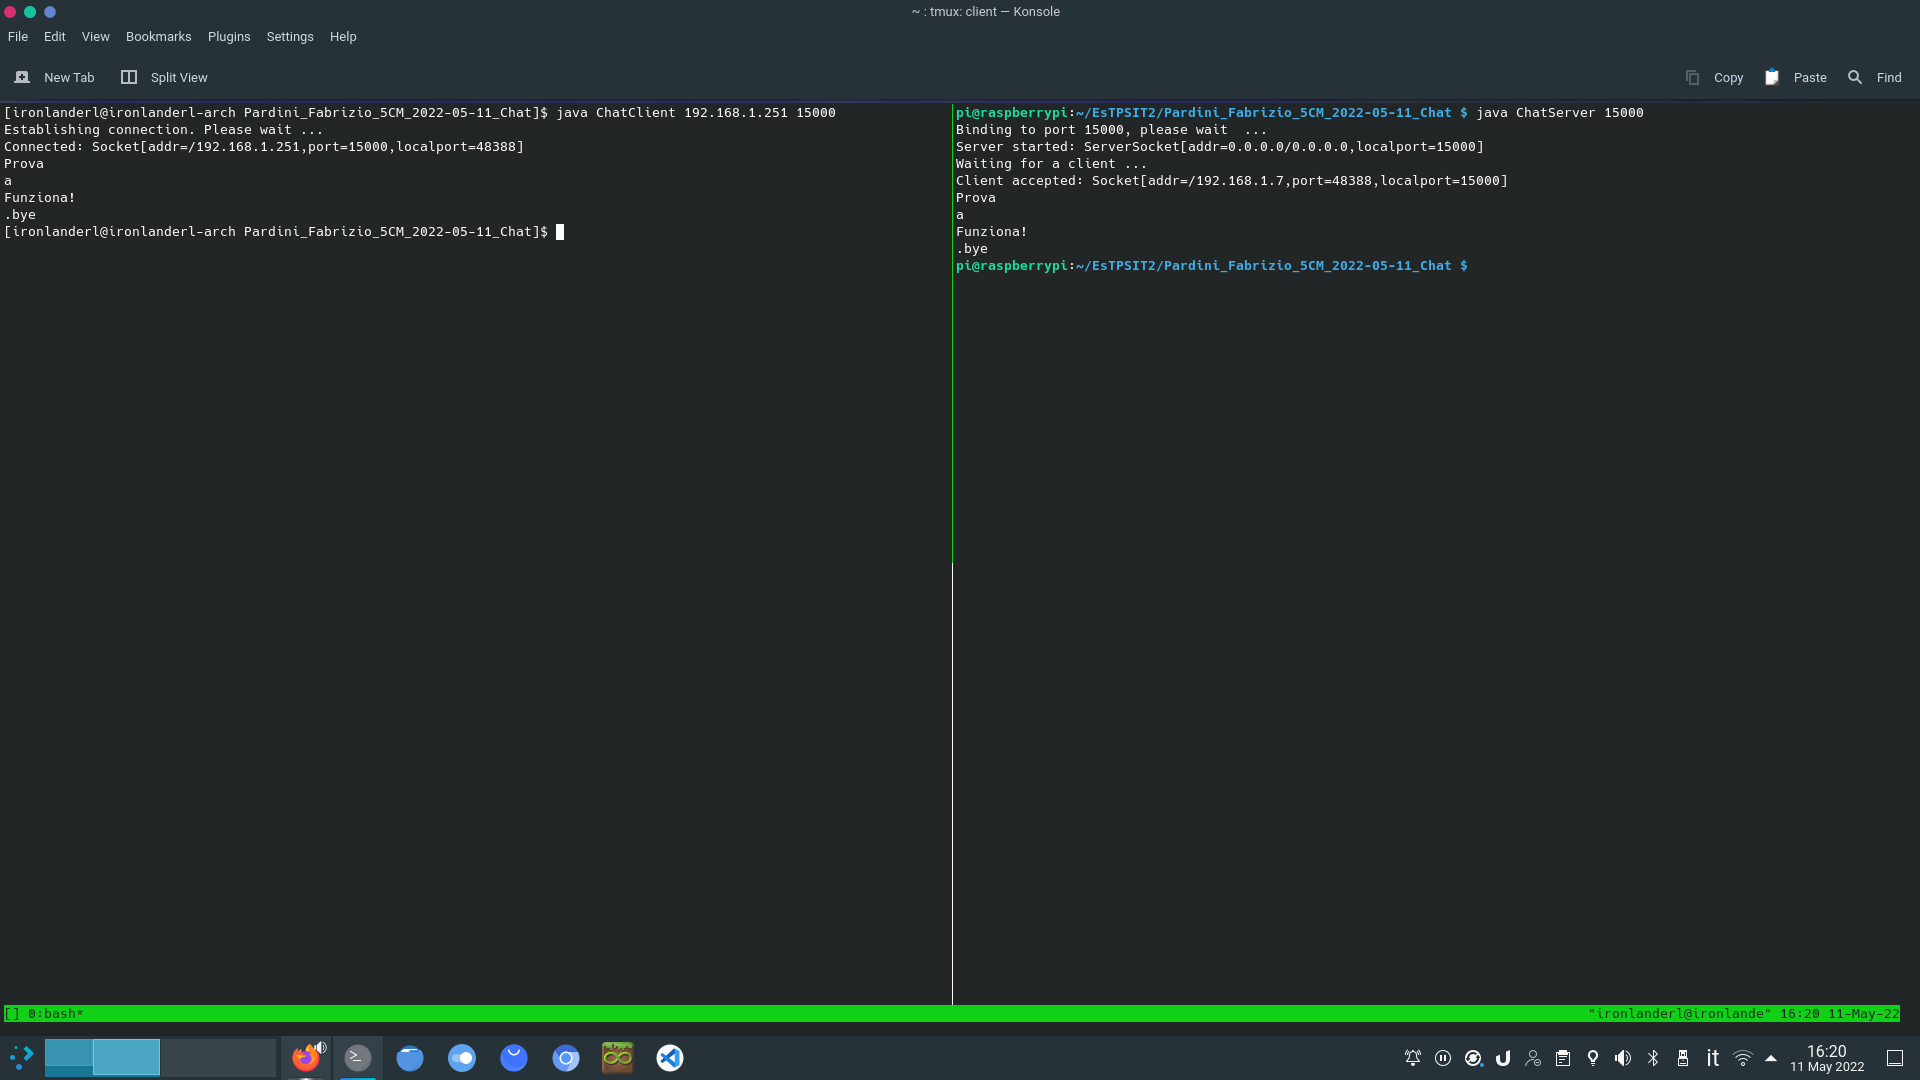 ~ : tmux: client — Konsole
File Edit View Bookmarks Plugins Settings Help
New Tab Split View Copy Paste Find
[ironlanderl@ironlanderl-arch Pardini_Fabrizio_5CM_2022-05-11_Chat]$ java ChatClient 192.168.1.251 15000
Establishing connection. Please wait ...
Connected: Socket[addr=/192.168.1.251,port=15000,localport=48388]
Prova
a
Funziona!
.bye
[ironlanderl@ironlanderl-arch Pardini_Fabrizio_5CM_2022-05-11_Chat]$
pi@raspberrypi:~/EsTPSIT2/Pardini_Fabrizio_5CM_2022-05-11_Chat $ java ChatServer 15000
Binding to port 15000, please wait  ...
Server started: ServerSocket[addr=0.0.0.0/0.0.0.0,localport=15000]
Waiting for a client ...
Client accepted: Socket[addr=/192.168.1.7,port=48388,localport=15000]
Prova
a
Funziona!
.bye
pi@raspberrypi:~/EsTPSIT2/Pardini_Fabrizio_5CM_2022-05-11_Chat $
[] 0:bash* "ironlanderl@ironlande" 16:20 11-May-22
it
16:20
11 May 2022